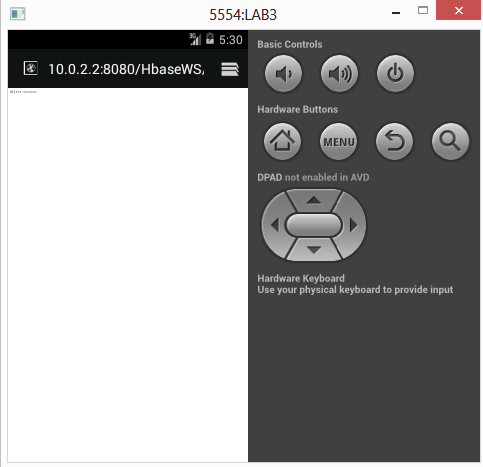 5554:LAB3
3G 5:30
10.0.2.2:8080/HbaseWS/
Basic Controls
Hardware Buttons
MENU
DPAD not enabled in AVD
Hardware Keyboard
Use your physical keyboard to provide input